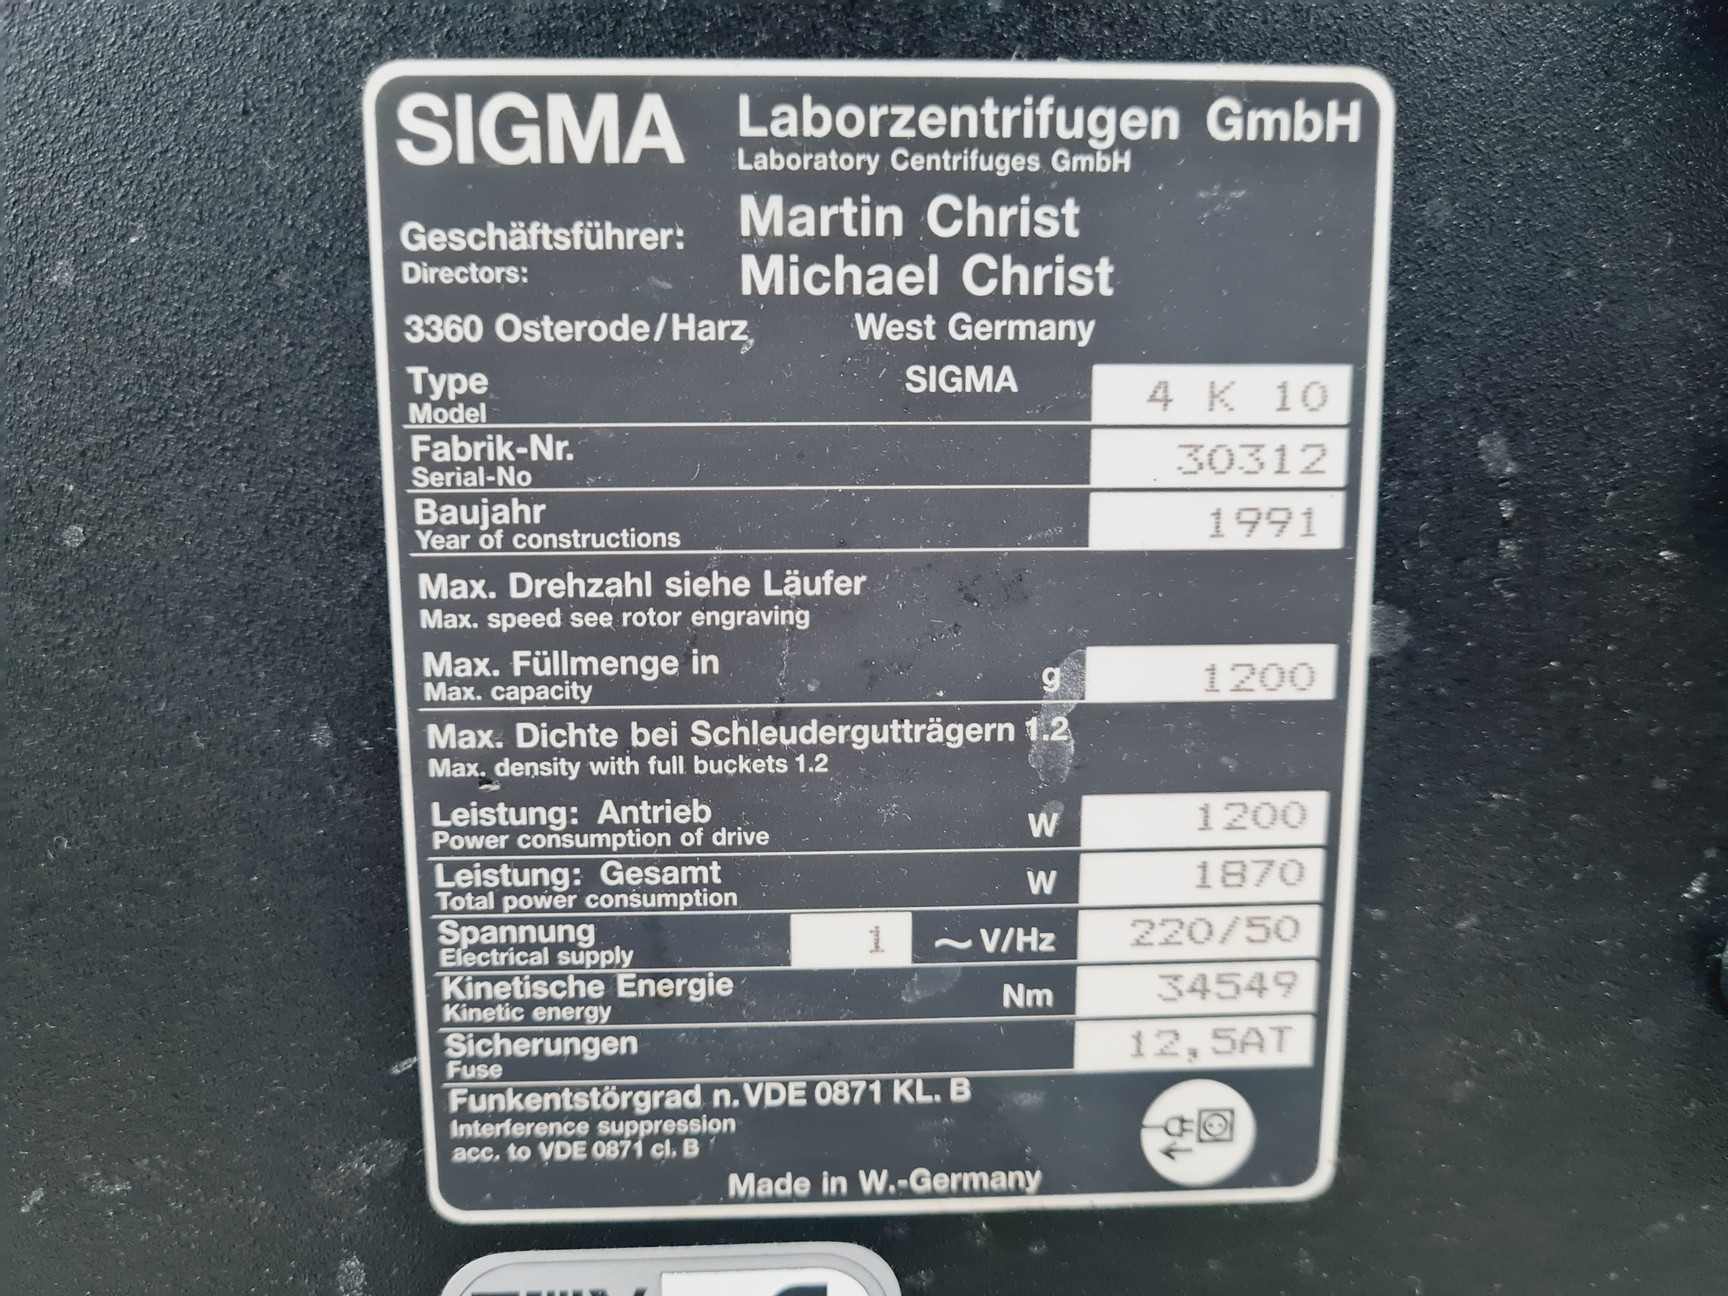 SIGMA Laborzentrifugen GmbH
Laboratory Centrifuges GmbH
Geschäftsführer: Martin Christ
Directors: Michael Christ
3360 Osterode/Harz West Germany
Type SIGMA 4 K 10
Model
Fabrik-Nr. 30312
Serial-No
Baujahr 1991
Year of constructions
Max. Drehzahl siehe Läufer
Max. speed see rotor engraving
Max. Füllmenge in g 1200
Max. capacity
Max. Dichte bei Schleudergutträgern 1.2
Max. density with full buckets 1.2
Leistung: Antrieb W 1200
Power consumption of drive
Leistung: Gesamt W 1870
Total power consumption
Spannung 1 ~ V/Hz 220/50
Electrical supply
Kinetische Energie Nm 34549
Kinetic energy
Sicherungen 12,5AT
Fuse
Funkentstörgrad n. VDE 0871 KL. B
Interference suppression
acc. to VDE 0871 cl. B
Made in W.-Germany